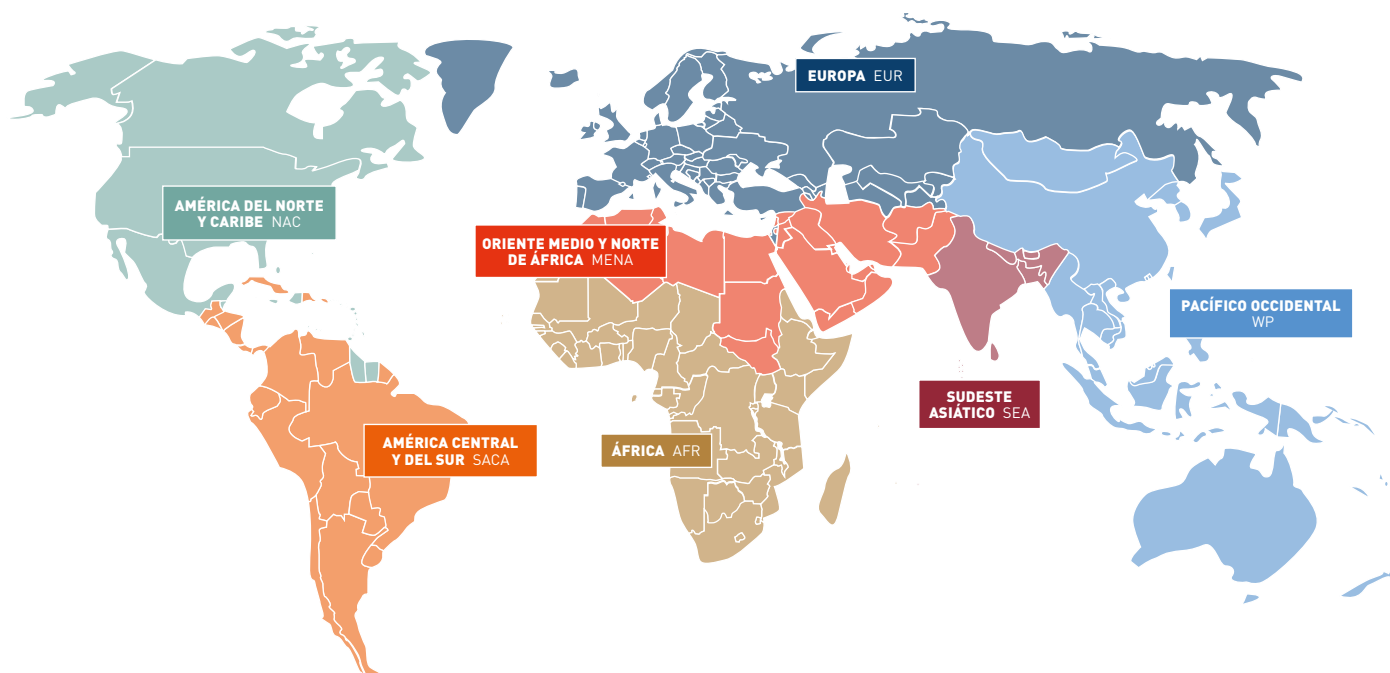 EUROPA EUR
AMÉRICA DEL NORTE
Y CARIBE NAC
ORIENTE MEDIO Y NORTE
DE ÁFRICA MENA
PACÍFICO OCCIDENTAL
WP
SUDESTE
ASIÁTICO SEA
AMÉRICA CENTRAL
Y DEL SUR SACA
ÁFRICA AFR